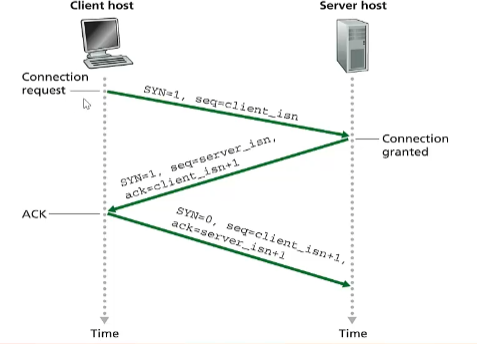 Client host
Server host
Connection
request
SYN=1, seq=client_isn
Connection
granted
SYN=1, seq=server_isn,
ack=client_isn+1
ACK
SYN=0, seq=client_isn+1,
ack=server_isn+1
Time
Time